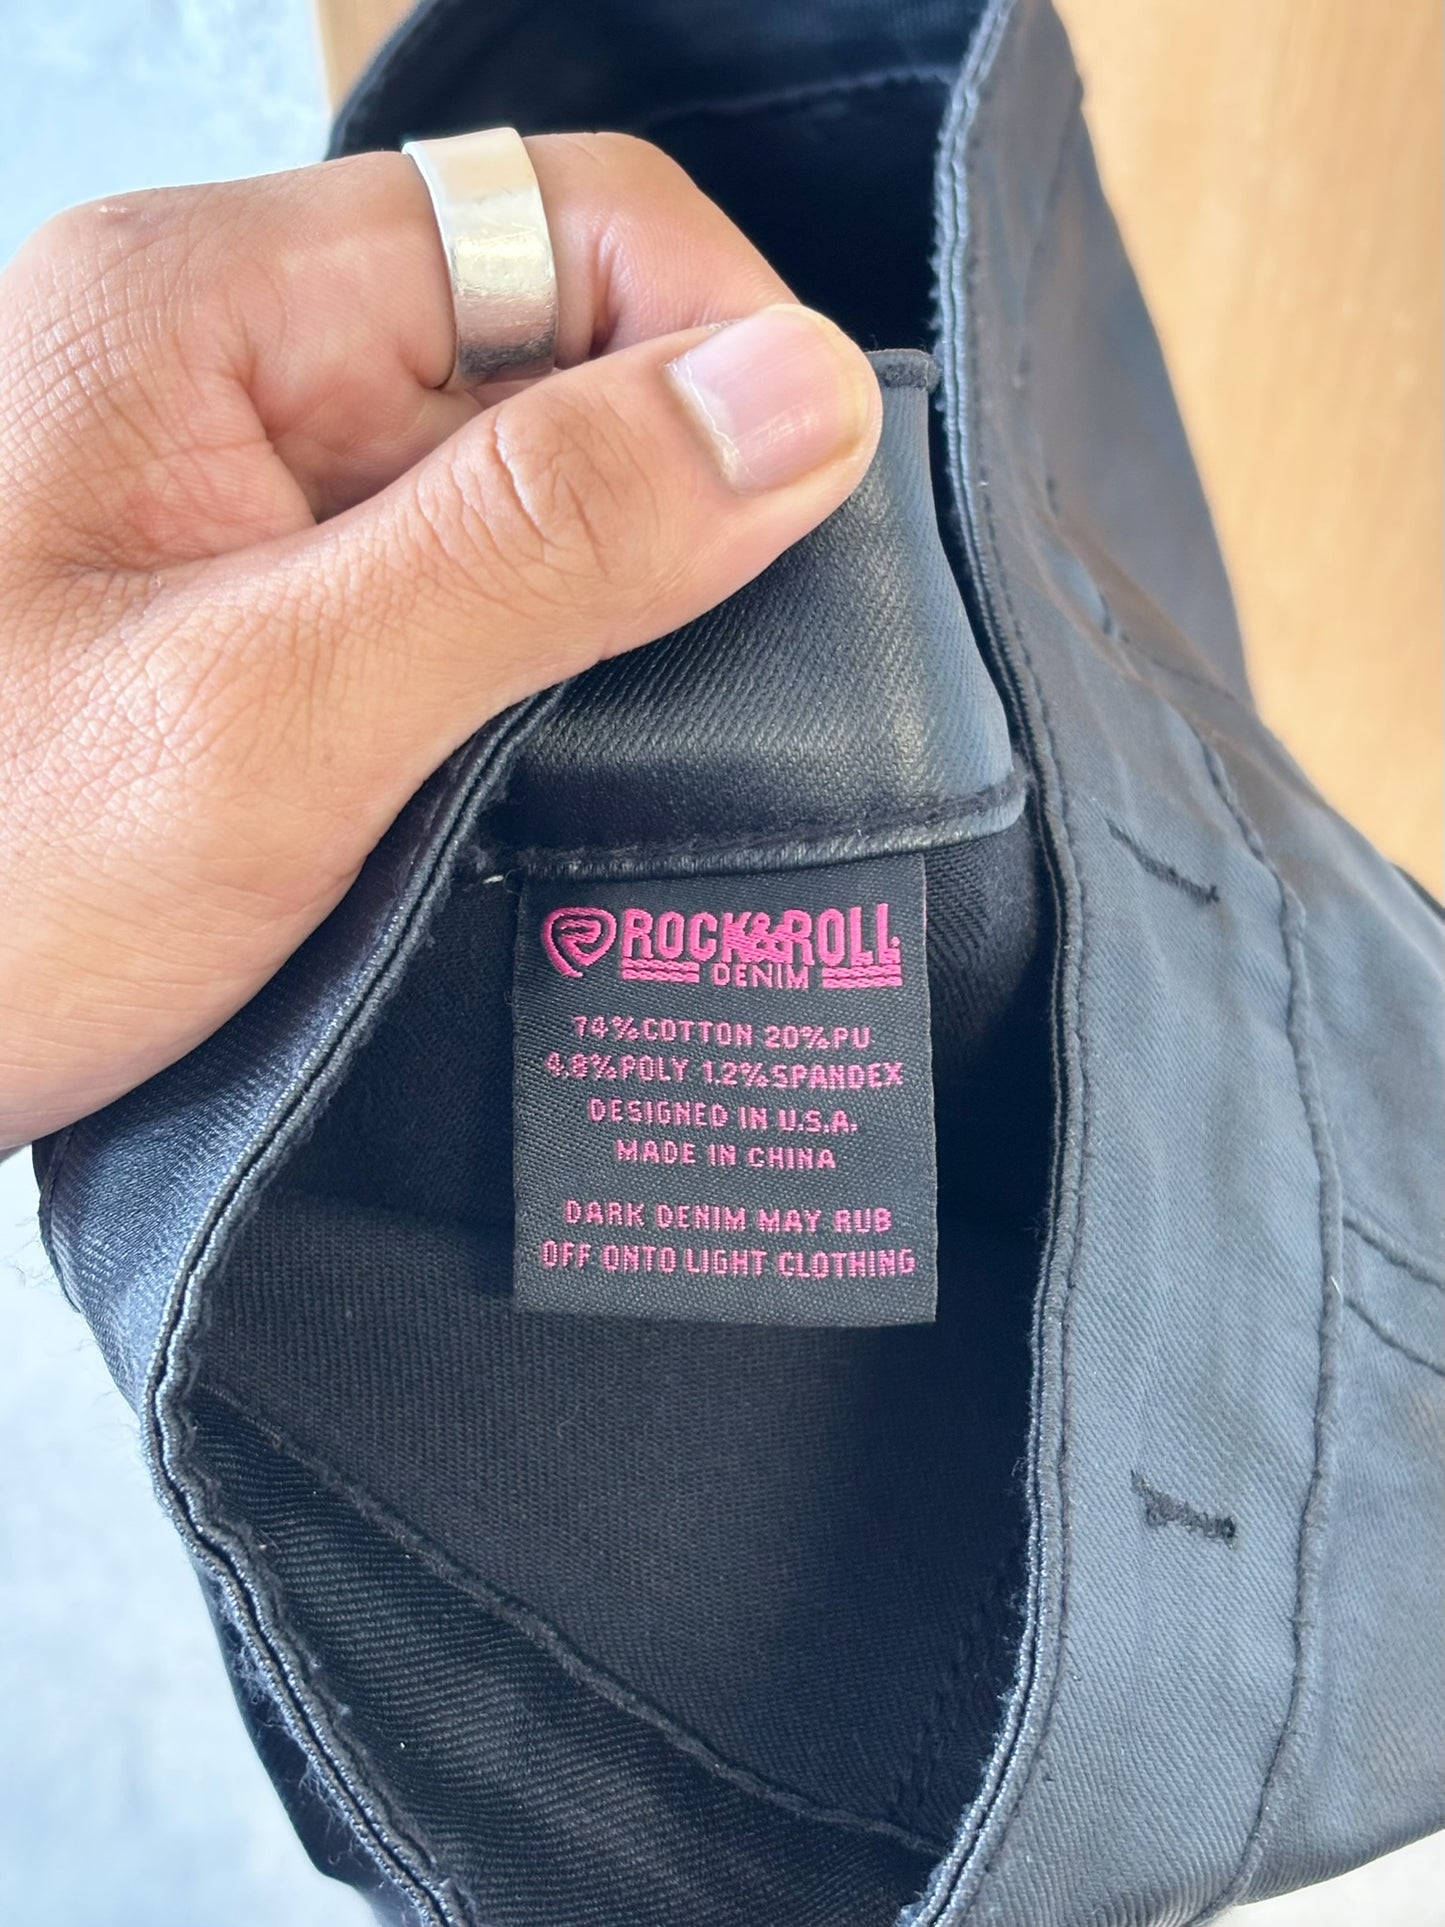 ROCK&ROLL
DENIM
74%COTTON 20%PU
4.8%POLY 1.2%SPANDEX
DESIGNED IN U.S.A.
MADE IN CHINA
DARK DENIM MAY RUB
OFF ONTO LIGHT CLOTHING